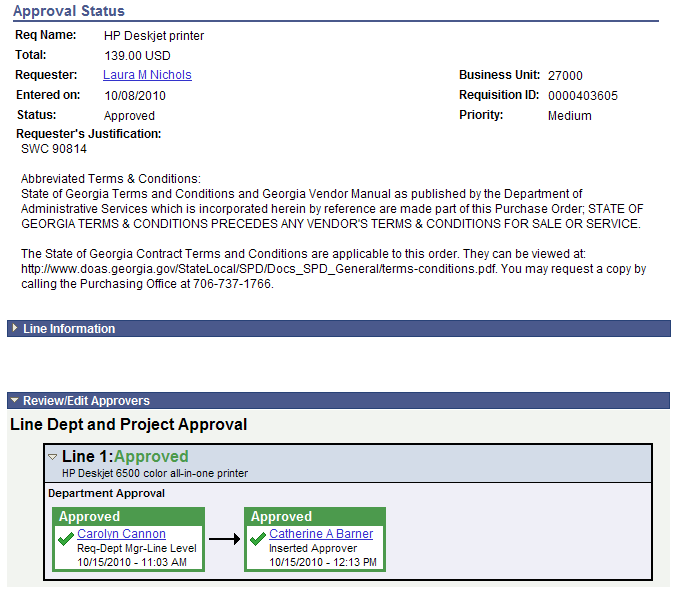 Approval Status
Req Name: HP Deskjet printer
Total: 139.00 USD
Requester: Laura M Nichols Business Unit: 27000
Entered on: 10/08/2010 Requisition ID: 0000403605
Status: Approved Priority: Medium
Requester's Justification:
SWC 90814
Abbreviated Terms & Conditions:
State of Georgia Terms and Conditions and Georgia Vendor Manual as published by the Department of
Administrative Services which is incorporated herein by reference are made part of this Purchase Order; STATE OF
GEORGIA TERMS & CONDITIONS PRECEDES ANY VENDOR'S TERMS & CONDITIONS FOR SALE OR SERVICE.
The State of Georgia Contract Terms and Conditions are applicable to this order. They can be viewed at:
http://www.doas.georgia.gov/StateLocal/SPD/Docs_SPD_General/terms-conditions.pdf. You may request a copy by
calling the Purchasing Office at 706-737-1766.
Line Information
Review/Edit Approvers
Line Dept and Project Approval
Line 1:Approved
HP Deskjet 6500 color all-in-one printer
Department Approval
Approved
Carolyn Cannon
Req-Dept Mgr-Line Level
10/15/2010 - 11:03 AM
Approved
Catherine A Barner
Inserted Approver
10/15/2010 - 12:13 PM